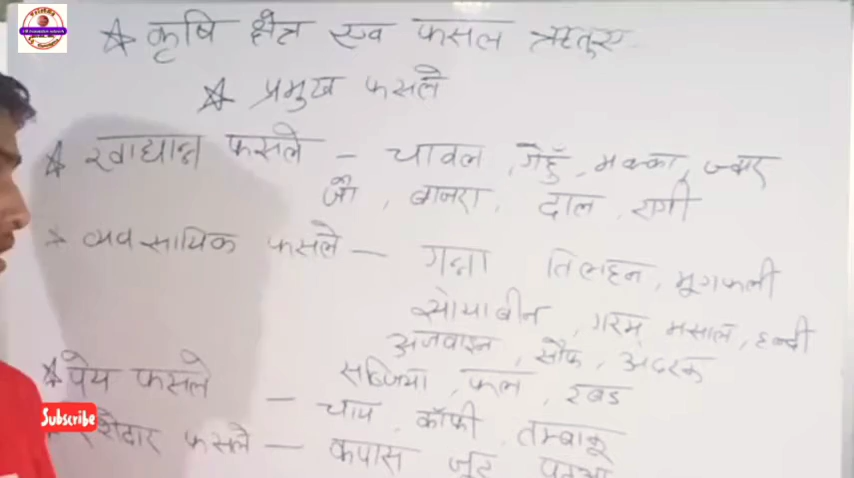 ☆ कृषि क्षेत्र एव फसल ऋतुए
☆ प्रमुख फसले
☆ खाद्यान्न फसले - चावल, गेहूँ, मक्का, ज्वार
जौ, बाजरा, दाल, रागी
☆ व्यवसायिक फसले - गन्ना तिलहन, मूगफली
सोयाबीन, गरम मसाल, हल्दी
अजवाइन, सौंफ, अदरक
सब्जिया, फल, रबड
☆ पेय फसले - चाय, कॉफी, तम्बाकू
रेशेदार फसले - कपास जूट
Subscribe